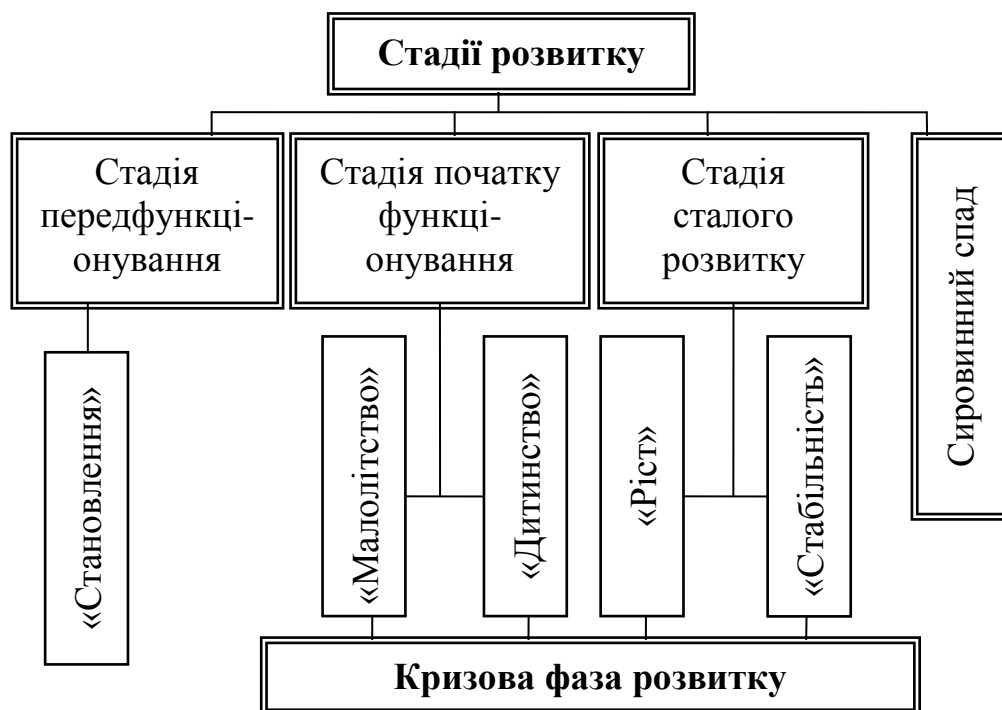 Стадії розвитку
Стадія
передфункці-
онування
Стадія початку
функці-
онування
Стадія
сталого
розвитку
Сировинний спад
«Становлення»
«Малолітство»
«Дитинство»
«Ріст»
«Стабільність»
Кризова фаза розвитку